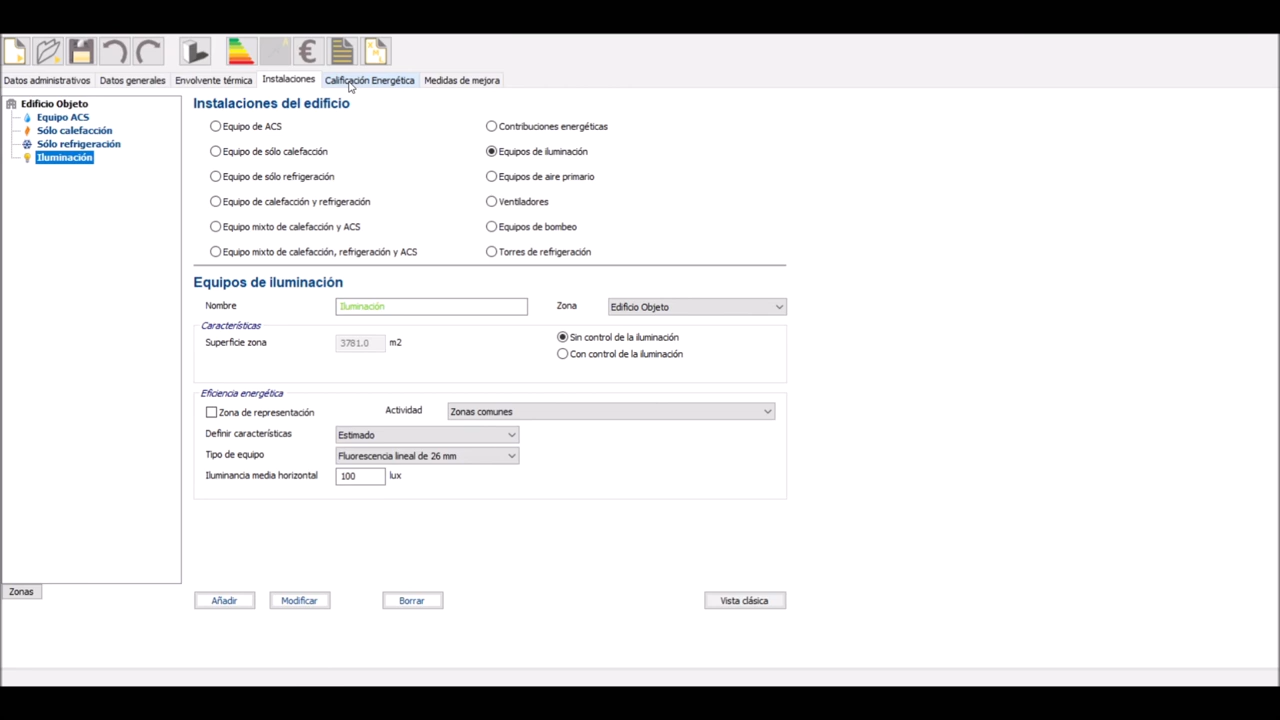 Datos administrativos Datos generales Envolvente térmica Instalaciones Calificación Energética Medidas de mejora
Edificio Objeto
Equipo ACS
Sólo calefacción
Sólo refrigeración
Iluminación
Zonas
Instalaciones del edificio
Equipo de ACS Contribuciones energéticas
Equipo de sólo calefacción Equipos de iluminación
Equipo de sólo refrigeración Equipos de aire primario
Equipo de calefacción y refrigeración Ventiladores
Equipo mixto de calefacción y ACS Equipos de bombeo
Equipo mixto de calefacción, refrigeración y ACS Torres de refrigeración
Equipos de iluminación
Nombre Iluminación Zona Edificio Objeto
Características
Superficie zona 3781.0 m2 Sin control de la iluminación
Con control de la iluminación
Eficiencia energética
Zona de representación Actividad Zonas comunes
Definir características Estimado
Tipo de equipo Fluorescencia lineal de 26 mm
Iluminancia media horizontal 100 lux
Añadir Modificar Borrar Vista clásica